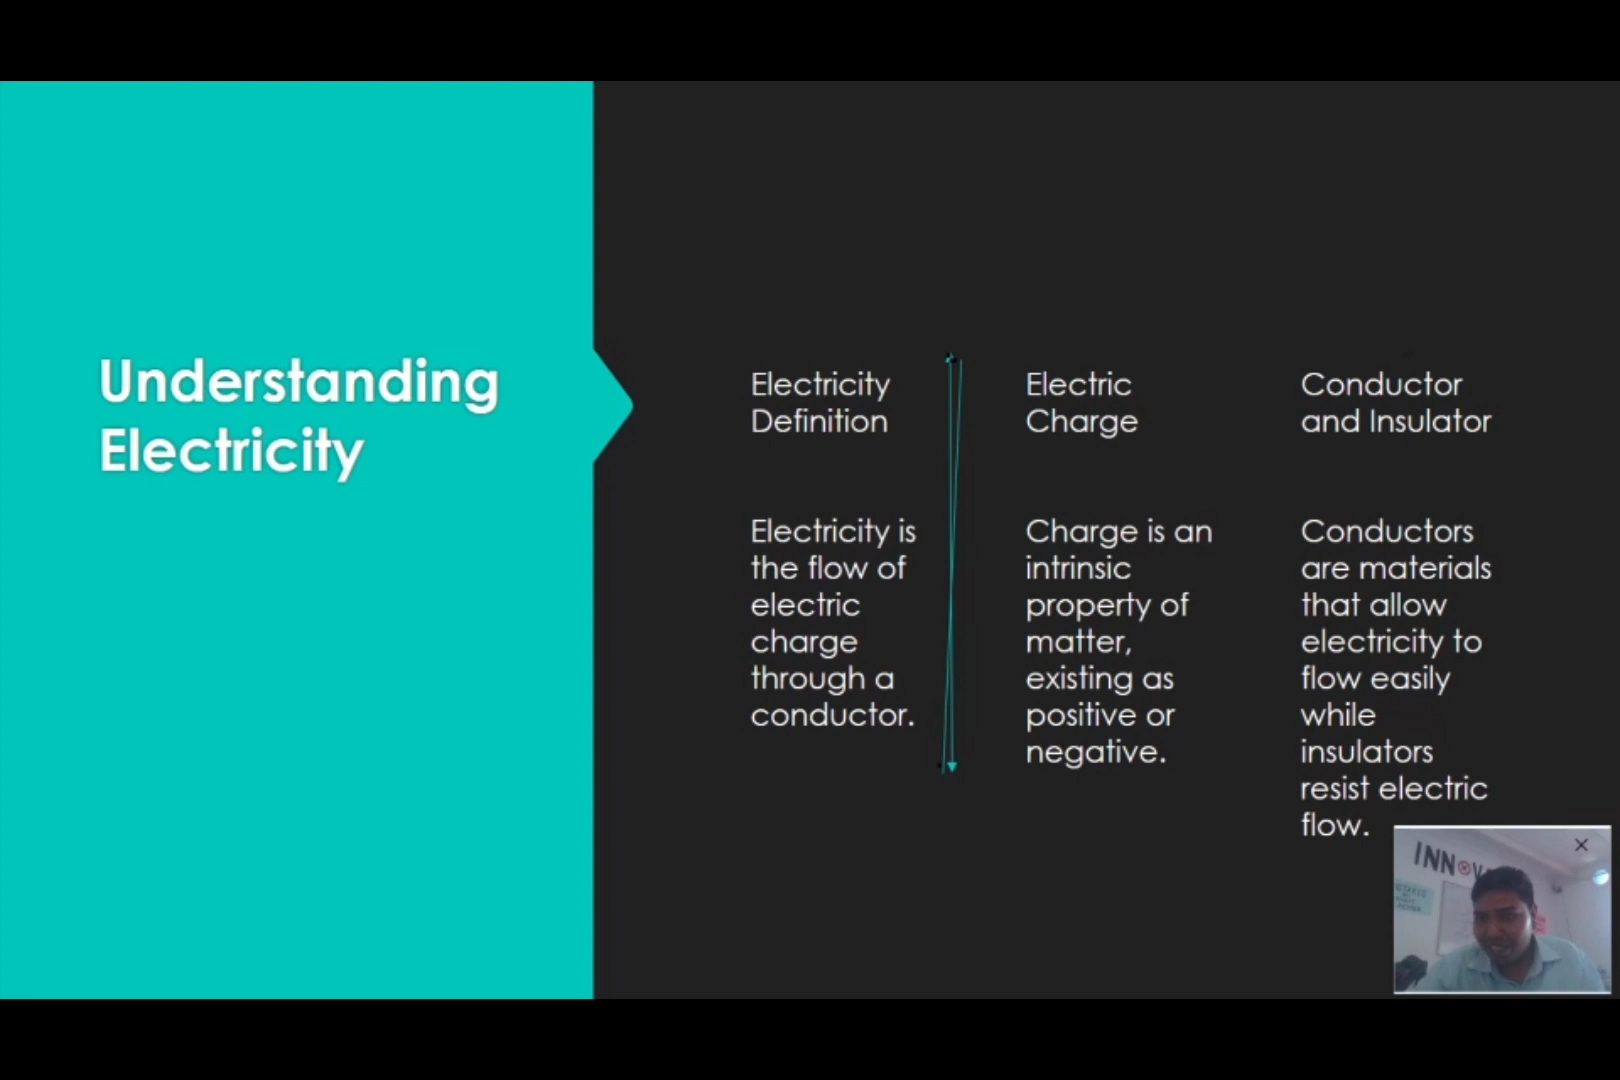 Understanding
Electricity
Electricity
Definition
Electricity is
the flow of
electric
charge
through a
conductor.
Electric
Charge
Charge is an
intrinsic
property of
matter,
existing as
positive or
negative.
Conductor
and Insulator
Conductors
are materials
that allow
electricity to
flow easily
while
insulators
resist electric
flow.